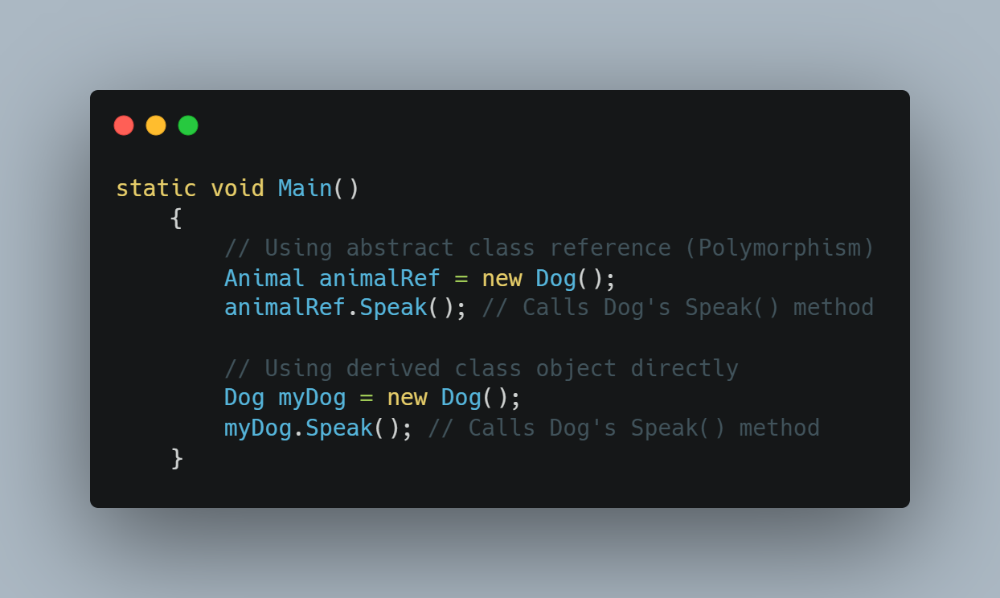 static void Main()
    {
        // Using abstract class reference (Polymorphism)
        Animal animalRef = new Dog();
        animalRef.Speak(); // Calls Dog's Speak() method

        // Using derived class object directly
        Dog myDog = new Dog();
        myDog.Speak(); // Calls Dog's Speak() method
    }